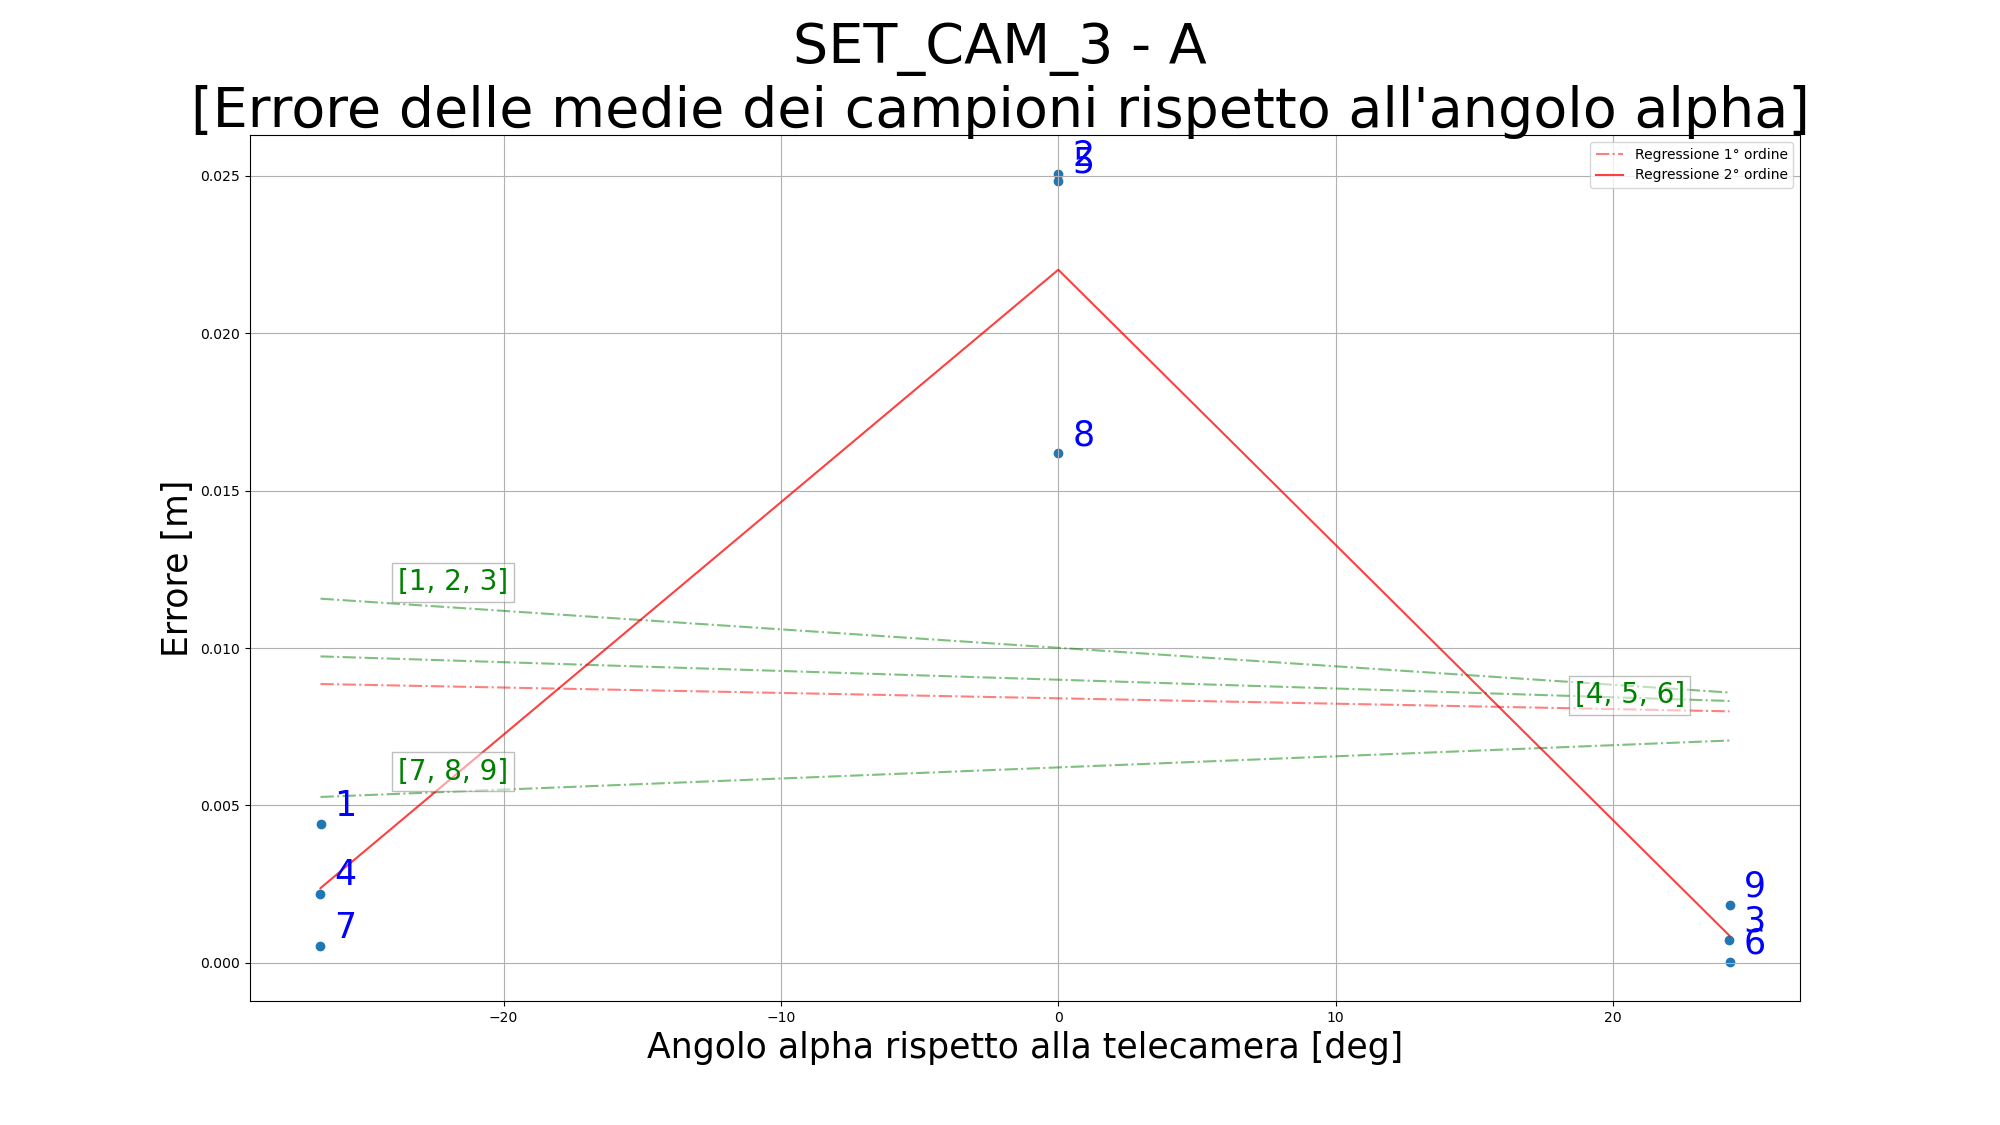 SET_CAM_3 - A
[Errore delle medie dei campioni rispetto all'angolo alpha]
Regressione 1° ordine
Regressione 2° ordine
2
5
0.025
0.020
8
0.015
Errore [m]
[1, 2, 3]
0.010
[4, 5, 6]
[7, 8, 9]
0.005
1
4
9
7
3
6
0.000
−20
−10
0
10
20
Angolo alpha rispetto alla telecamera [deg]